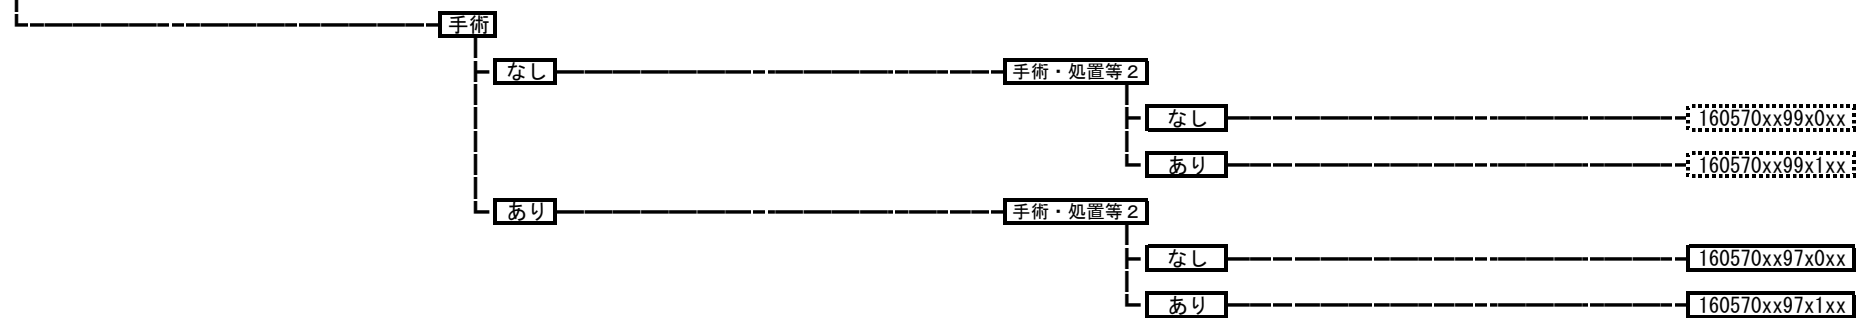 手術
なし
手術・処置等２
なし
160570xx99x0xx
あり
160570xx99x1xx
あり
手術・処置等２
なし
160570xx97x0xx
あり
160570xx97x1xx